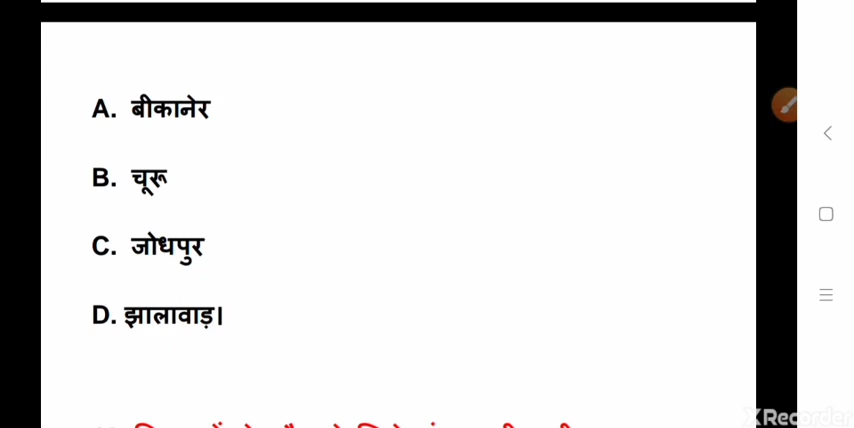 A. बीकानेर
B. चूरू
C. जोधपुर
D. झालावाड़।
XRecorder